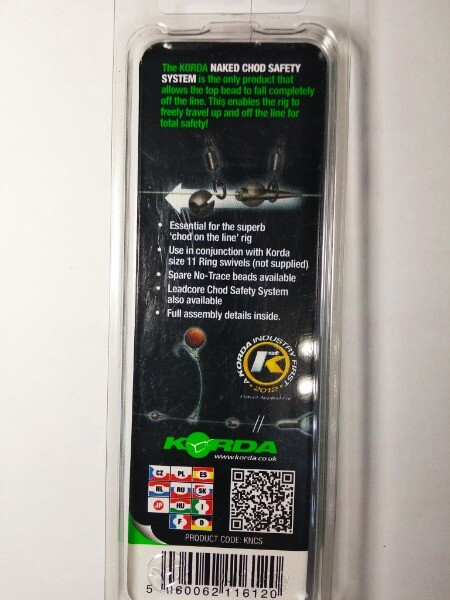 The KORDA NAKED CHOD SAFETY
SYSTEM is the only product that
allows the top bead to fall completely
off the line. This enables the rig to
freely travel up and off the line for
total safety!
• Essential for the superb
'chod on the line' rig
• Use in conjunction with Korda
size 11 Ring swivels (not supplied)
• Spare No-Trace beads available
• Leadcore Chod Safety System
also available
• Full assembly details inside.
A KORDA INDUSTRY FIRST
Kst
2012
KORDA
www.korda.co.uk
CZ PL ES
NL RU SK
JP HU I
F D
PRODUCT CODE: KNCS
5 060062 116120